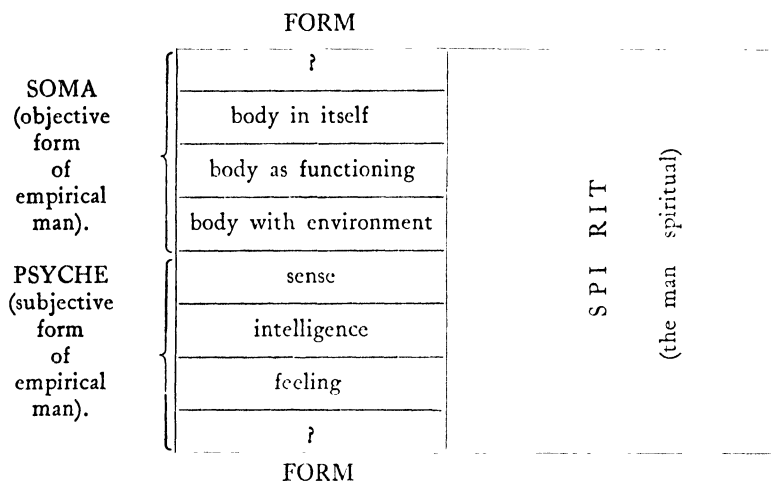 FORM
SOMA
(objective
form
of
empirical
man).
?
body in itself
body as functioning
body with environment
PSYCHE
(subjective
form
of
empirical
man).
sense
intelligence
feeling
?
SPIRIT
(the man spiritual)
FORM